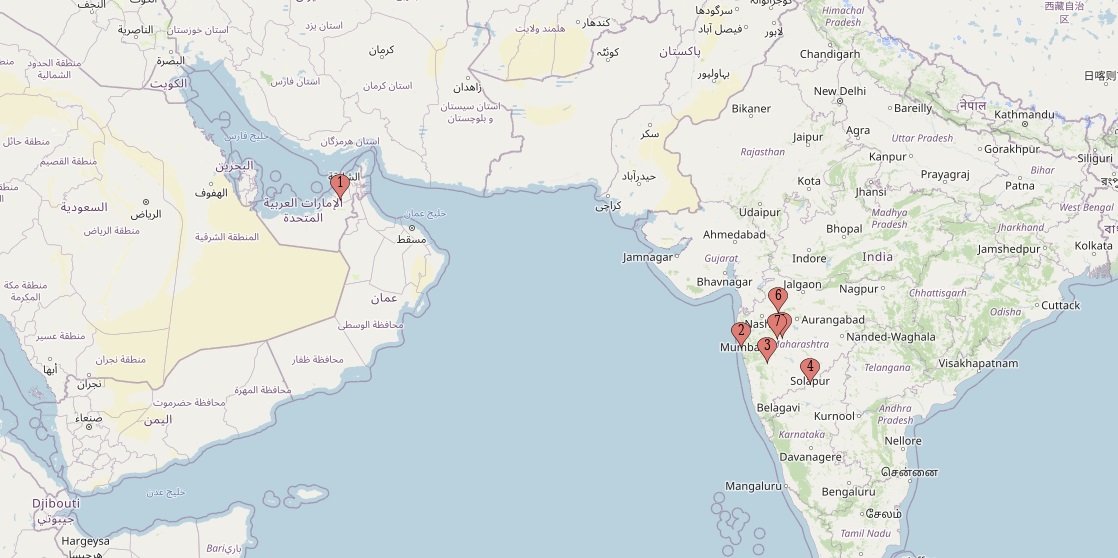 النجف
استان خوزستان
استان یزد
الناصرية
البصرة
منطقة الحدود
الشمالية
الكويت
کرمان
استان فارس
استان کرمان
زاهدان
استان سیستان
و بلوچستان
هلمند ولایت
کندهار
کوئٹہ
سرگودھا
فیصل آباد
پاکستان
لاہور
بہاولپور
Himachal
Pradesh
Chandigarh
西藏自治
区
日喀则
New Delhi
Bareilly
नेपाल
Kathmandu
Bikaner
Jaipur
Agra
Uttar Pradesh
Gorakhpur
Siliguri
Rajasthan
Kanpur
Bihar
Kota
Jhansi
Prayagraj
Patna
West Bengal
Udaipur
Madhya
Pradesh
Jharkhand
Ahmedabad
Bhopal
Jamshedpur
Kolkata
Jamnagar
Gujarat
Indore
India
Bhavnagar
Jalgaon
Nagpur
Chhattisgarh
Odisha
Cuttack
سکر
حیدرآباد
کراچی
خلیج فارس
استان هرمزگان
منطقة حائل
منطقة القصيم
البحرين
الهفوف
السعودية
الرياض
منطقة الرياض
المنطقة الشرقية
1
الإمارات العربية
المتحدة
خليج عمان
مسقط
عمان
محافظة الوسطى
محافظة ظفار
محافظة المهرة
محافظة حضرموت
منطقة مكة
المكرمة
منطقة عسير
أبها
منطقة نجران
نجران
صنعاء
اليمن
خليج عدن
6
7
Aurangabad
2
3
Nanded-Waghala
4
Solapur
Telangana
Visakhapatnam
Belagavi
Kurnool
Andhra
Pradesh
Karnataka
Nellore
Davanagere
சென்னை
Mangaluru
Bengaluru
சேலம்
Tamil Nadu
Djibouti
جيبوتي
Hargeysa
هرجيسا
Bari باري